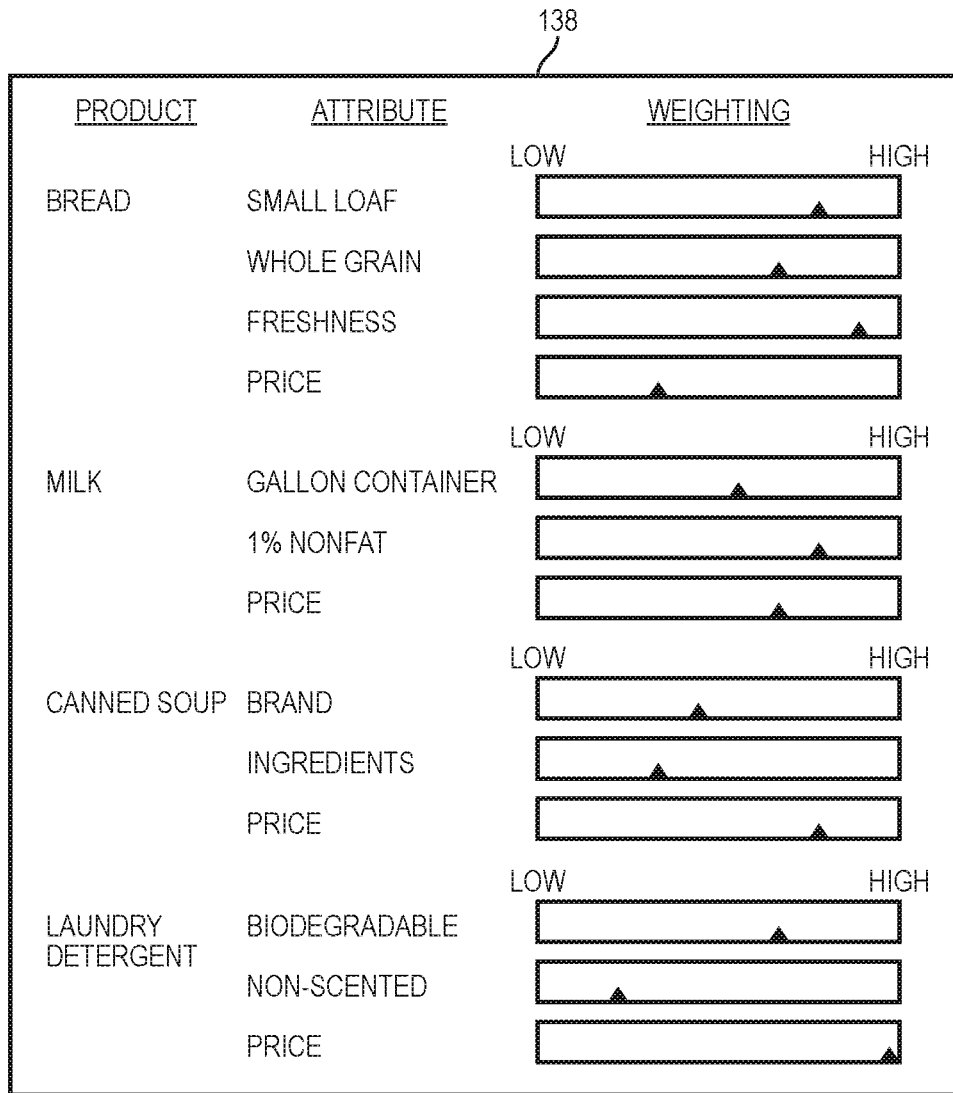 138
PRODUCT ATTRIBUTE WEIGHTING
LOW HIGH
BREAD SMALL LOAF
WHOLE GRAIN
FRESHNESS
PRICE
LOW HIGH
MILK GALLON CONTAINER
1% NONFAT
PRICE
LOW HIGH
CANNED SOUP BRAND
INGREDIENTS
PRICE
LOW HIGH
LAUNDRY BIODEGRADABLE
DETERGENT
NON-SCENTED
PRICE